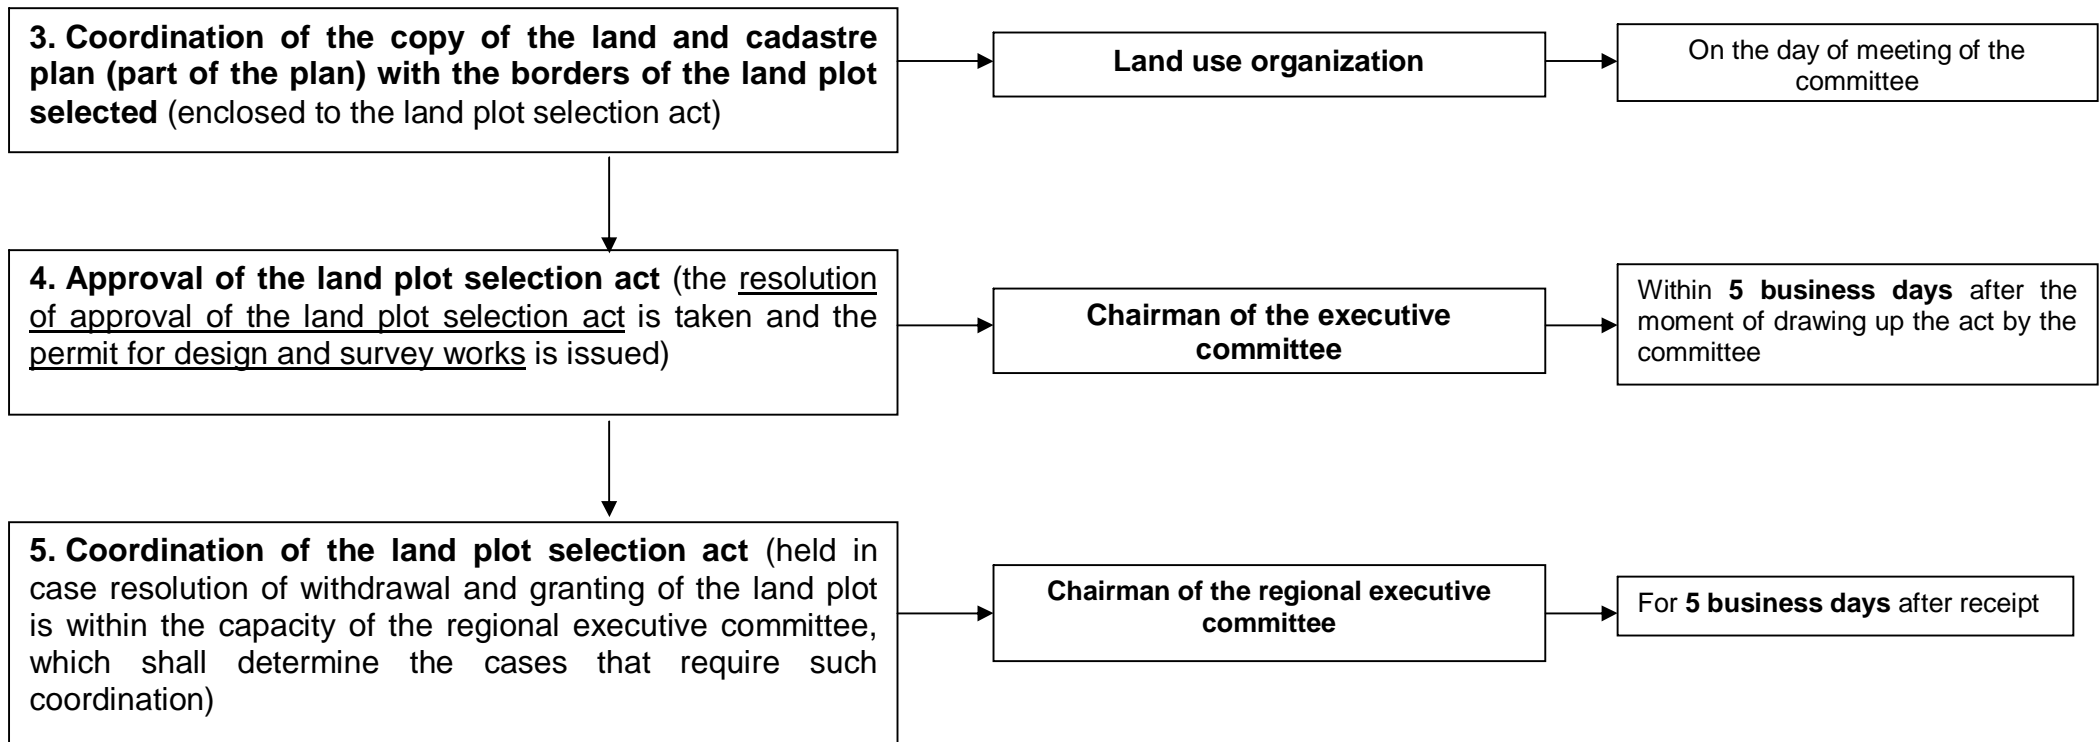 3. Coordination of the copy of the land and cadastre
plan (part of the plan) with the borders of the land plot
selected (enclosed to the land plot selection act)
Land use organization
On the day of meeting of the
committee
4. Approval of the land plot selection act (the resolution
of approval of the land plot selection act is taken and the
permit for design and survey works is issued)
Chairman of the executive
committee
Within 5 business days after the
moment of drawing up the act by the
committee
5. Coordination of the land plot selection act (held in
case resolution of withdrawal and granting of the land plot
is within the capacity of the regional executive committee,
which shall determine the cases that require such
coordination)
Chairman of the regional executive
committee
For 5 business days after receipt